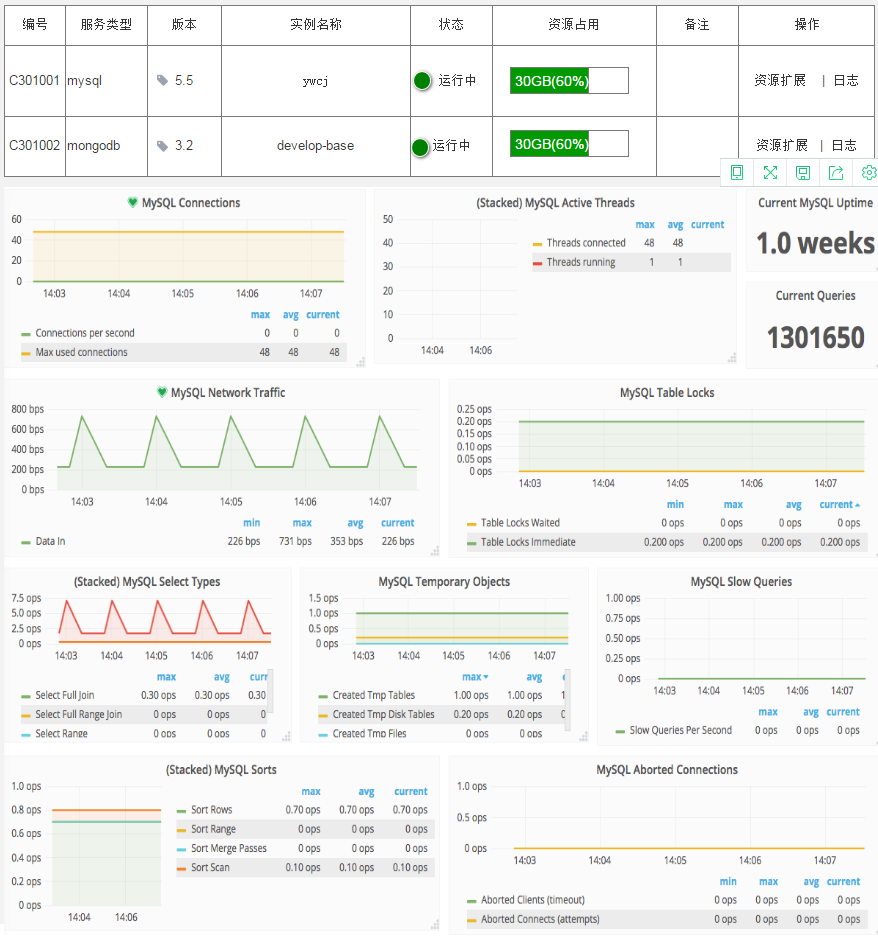 编号 服务类型 版本 实例名称 状态 资源占用 备注 操作
C301001 mysql 5.5 ywcj 运行中 30GB(60%) 资源扩展 | 日志
C301002 mongodb 3.2 develop-base 运行中 30GB(60%) 资源扩展 | 日志
MySQL Connections
60
40
20
0
14:03 14:04 14:05 14:06 14:07
max avg current
Connections per second 0 0 0
Max used connections 48 48 48
(Stacked) MySQL Active Threads
50
40
30
20
10
0
14:04 14:06
max avg current
Threads connected 48 48
Threads running 1 1
Current MySQL Uptime
1.0 weeks
Current Queries
1301650
MySQL Network Traffic
800 bps
600 bps
400 bps
200 bps
0 bps
14:03 14:04 14:05 14:06 14:07
min max avg current
Data In 226 bps 731 bps 353 bps 226 bps
MySQL Table Locks
0.25 ops
0.20 ops
0.15 ops
0.10 ops
0.05 ops
0 ops
14:03 14:04 14:05 14:06 14:07
min max avg current
Table Locks Waited 0 ops 0 ops 0 ops 0 ops
Table Locks Immediate 0.200 ops 0.200 ops 0.200 ops 0.200 ops
(Stacked) MySQL Select Types
7.5 ops
5.0 ops
2.5 ops
0 ops
14:03 14:04 14:05 14:06 14:07
max avg curr
Select Full Join 0.30 ops 0.30 ops 0.30
Select Full Range Join 0 ops 0 ops 0
Select Range 0 ops 0 ops 0
MySQL Temporary Objects
1.5 ops
1.0 ops
0.5 ops
0 ops
14:03 14:04 14:05 14:06 14:07
max avg
Created Tmp Tables 1.00 ops 1.00 ops 1
Created Tmp Disk Tables 0.20 ops 0.20 ops 0
Created Tmp Files 0 ops 0 ops
MySQL Slow Queries
1.00 ops
0.75 ops
0.50 ops
0.25 ops
0 ops
14:03 14:04 14:05 14:06 14:07
max avg current
Slow Queries Per Second 0 ops 0 ops 0 ops
(Stacked) MySQL Sorts
1.0 ops
0.8 ops
0.6 ops
0.4 ops
0.2 ops
0 ops
14:04 14:06
max avg current
Sort Rows 0.70 ops 0.70 ops 0.70 ops
Sort Range 0 ops 0 ops 0 ops
Sort Merge Passes 0 ops 0 ops 0 ops
Sort Scan 0.10 ops 0.10 ops 0.10 ops
MySQL Aborted Connections
1.0 ops
0.5 ops
0 ops
14:03 14:04 14:05 14:06 14:07
min max avg current
Aborted Clients (timeout) 0 ops 0 ops 0 ops 0 ops
Aborted Connects (attempts) 0 ops 0 ops 0 ops 0 ops